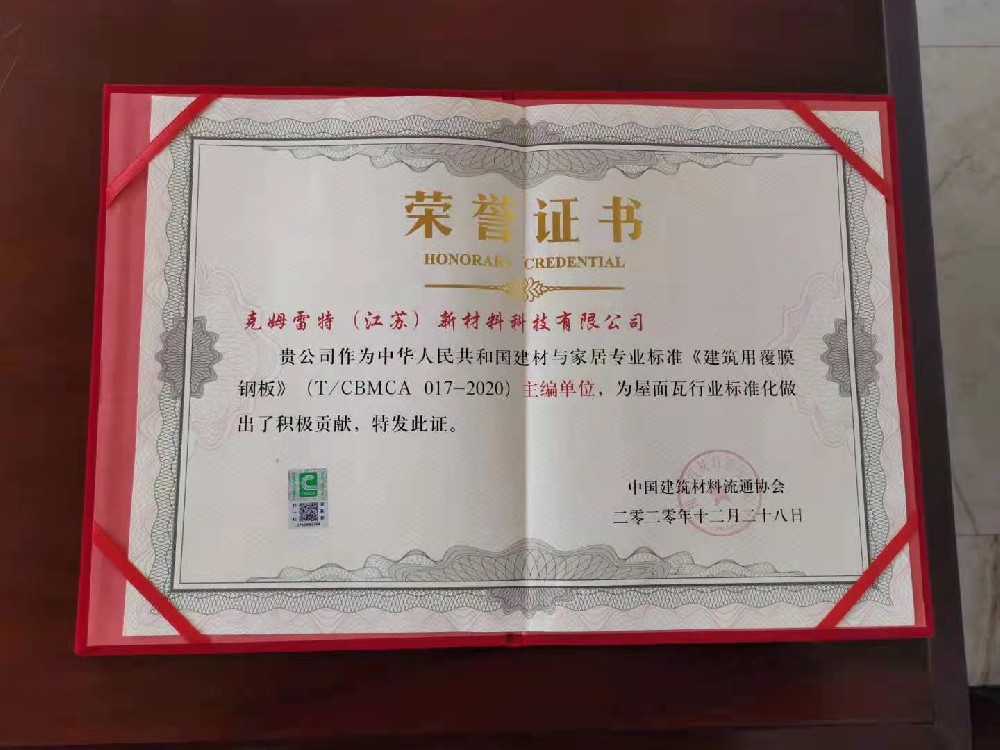 荣誉证书
HONORARY CREDENTIAL
克姆雷特（江苏）新材料科技有限公司
贵公司作为中华人民共和国建材与家居专业标准《建筑用覆膜
钢板》（T/CBMCA 017-2020）主编单位，为屋面瓦行业标准化做
出了积极贡献，特发此证。
中国建筑材料流通协会
二零二零年十二月二十八日